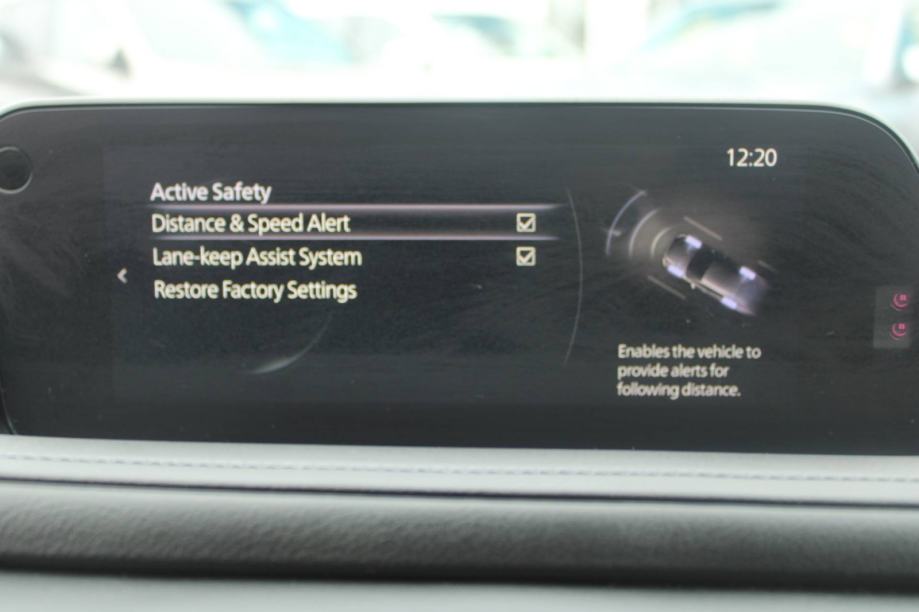 12:20
Active Safety
Distance & Speed Alert
Lane-keep Assist System
Restore Factory Settings
Enables the vehicle to
provide alerts for
following distance.